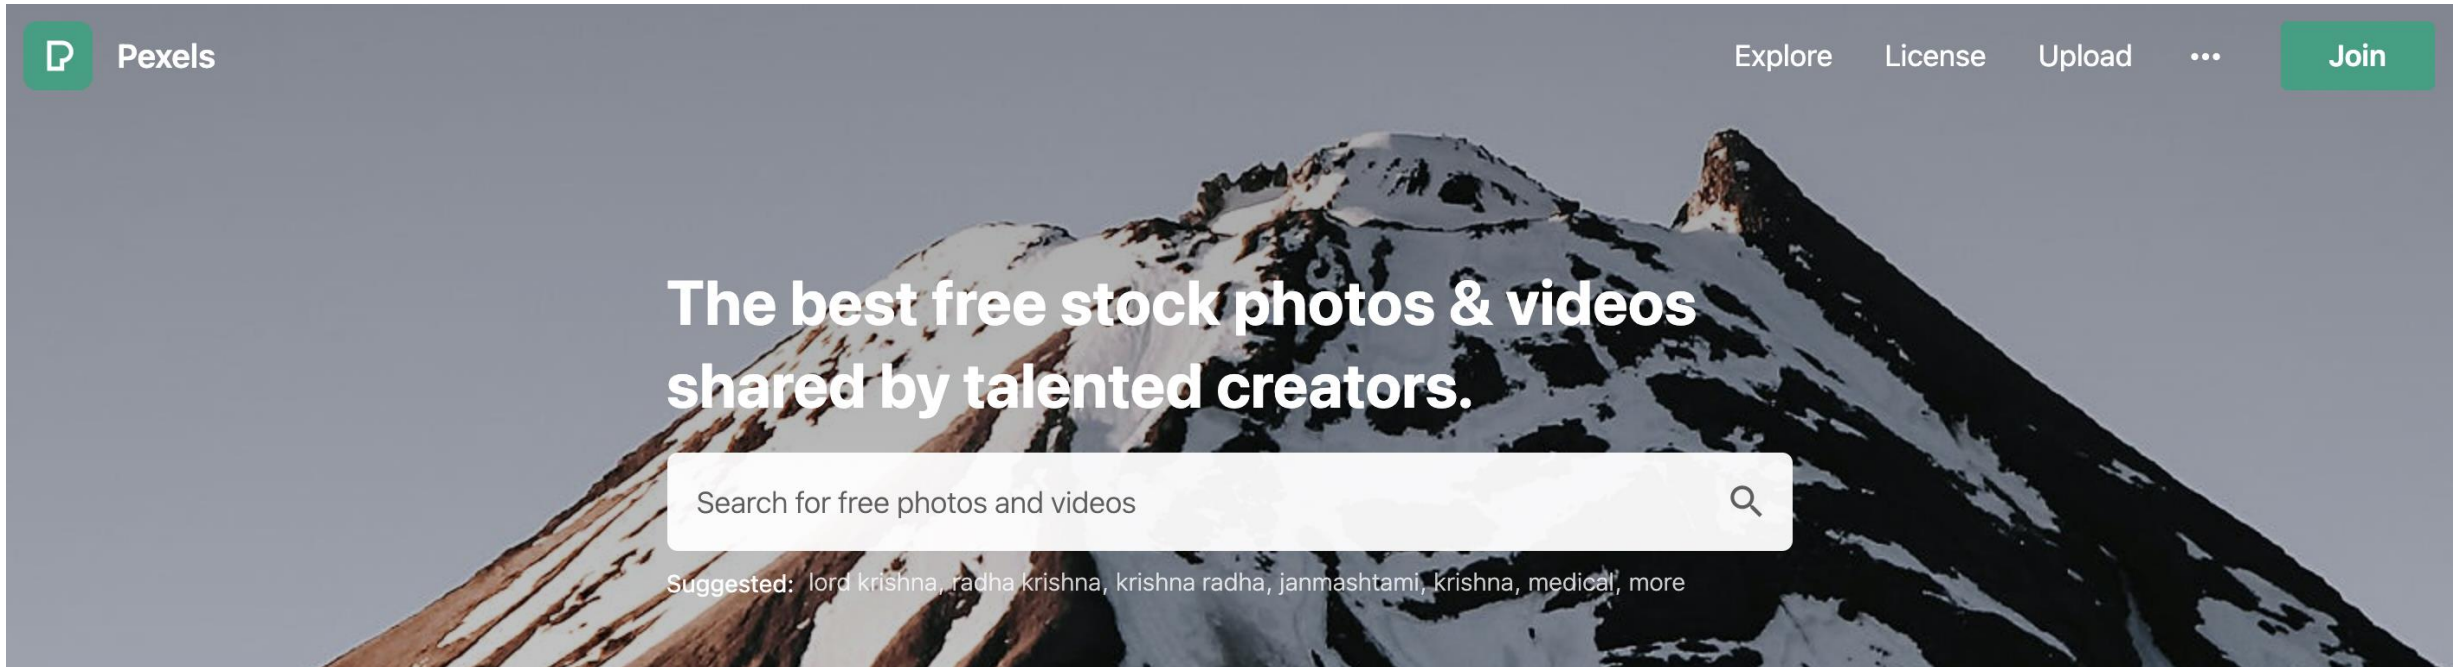 Pexels
Explore License Upload ••• Join
The best free stock photos & videos
shared by talented creators.
Search for free photos and videos
Suggested: lord krishna, radha krishna, krishna radha, janmashtami, krishna, medical, more